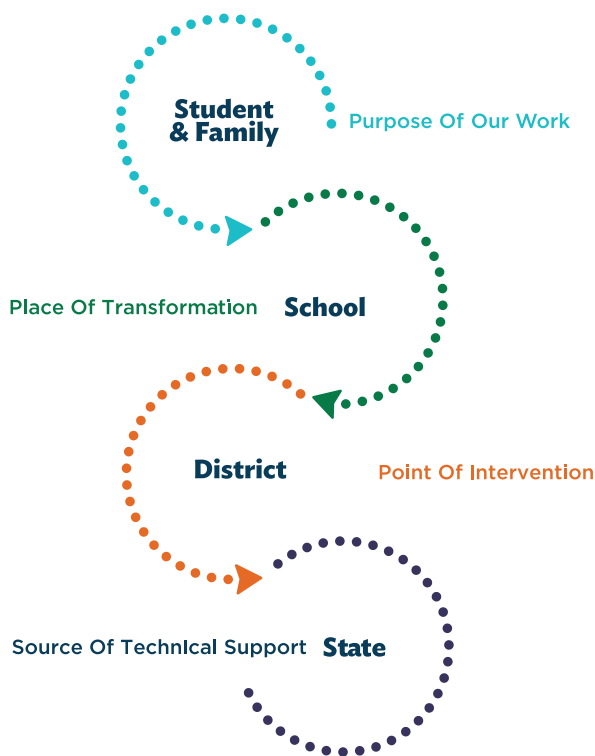 Student
& Family
Purpose Of Our Work
Place Of Transformation
School
District
Point Of Intervention
Source Of Technical Support
State